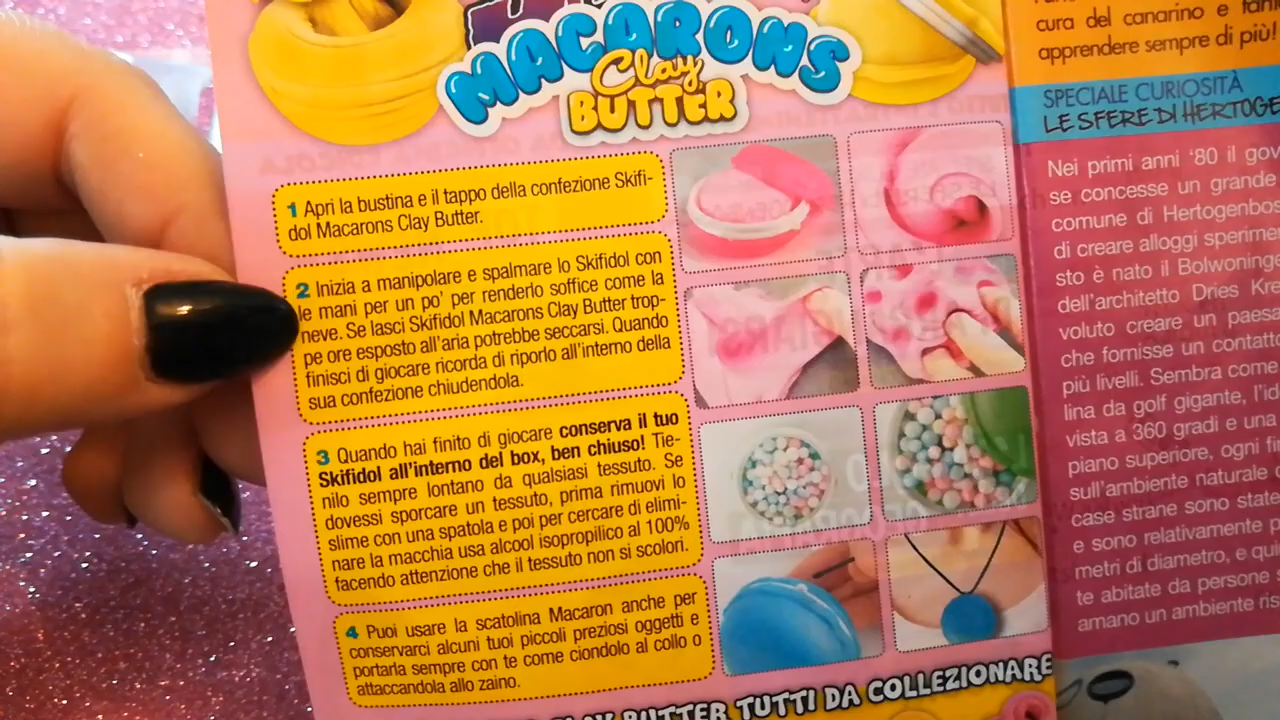 MACARONS
Clay
BUTTER
1 Apri la bustina e il tappo della confezione Skifi-
dol Macarons Clay Butter.
2 Inizia a manipolare e spalmare lo Skifidol con
le mani per un po' per renderlo soffice come la
neve. Se lasci Skifidol Macarons Clay Butter trop-
pe ore esposto all'aria potrebbe seccarsi. Quando
finisci di giocare ricorda di riporlo all'interno della
sua confezione chiudendola.
3 Quando hai finito di giocare conserva il tuo
Skifidol all'interno del box, ben chiuso! Tie-
nilo sempre lontano da qualsiasi tessuto. Se
dovessi sporcare un tessuto, prima rimuovi lo
slime con una spatola e poi per cercare di elimi-
nare la macchia usa alcool isopropilico al 100%
facendo attenzione che il tessuto non si scolori.
4 Puoi usare la scatolina Macaron anche per
conservarci alcuni tuoi piccoli preziosi oggetti e
portarla sempre con te come ciondolo al collo o
attaccandola allo zaino.
CLAY BUTTER TUTTI DA COLLEZIONARE
cura del canarino e
apprendere sempre di più!
SPECIALE CURIOSITÀ
LE SFERE DI HERTOGE
Nei primi anni '80 il gov
se concesse un grande
comune di Hertogenbos
di creare alloggi sperimen
sto è nato il Bolwoninge
dell'architetto Dries Kre
voluto creare un paesa
che fornisse un contatto
più livelli. Sembra come
lina da golf gigante, l'id
vista a 360 gradi e una
piano superiore, ogni fi
sull'ambiente naturale
case strane sono state
e sono relativamente p
metri di diametro, e qui
te abitate da persone s
amano un ambiente ris